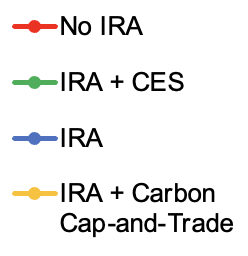 No IRA
IRA + CES
IRA
IRA + Carbon
Cap-and-Trade